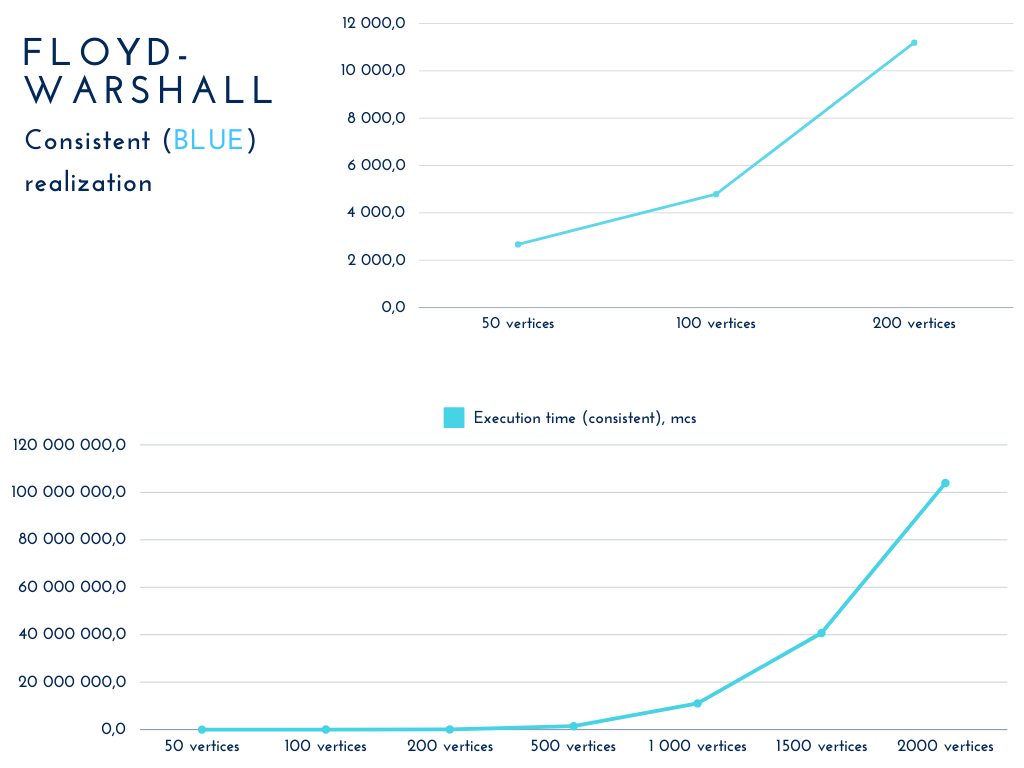 FLOYD-
WARSHALL
Consistent (BLUE)
realization
12 000,0
10 000,0
8 000,0
6 000,0
4 000,0
2 000,0
0,0
50 vertices
100 vertices
200 vertices
Execution time (consistent), mcs
120 000 000,0
100 000 000,0
80 000 000,0
60 000 000,0
40 000 000,0
20 000 000,0
0,0
50 vertices
100 vertices
200 vertices
500 vertices
1 000 vertices
1500 vertices
2000 vertices